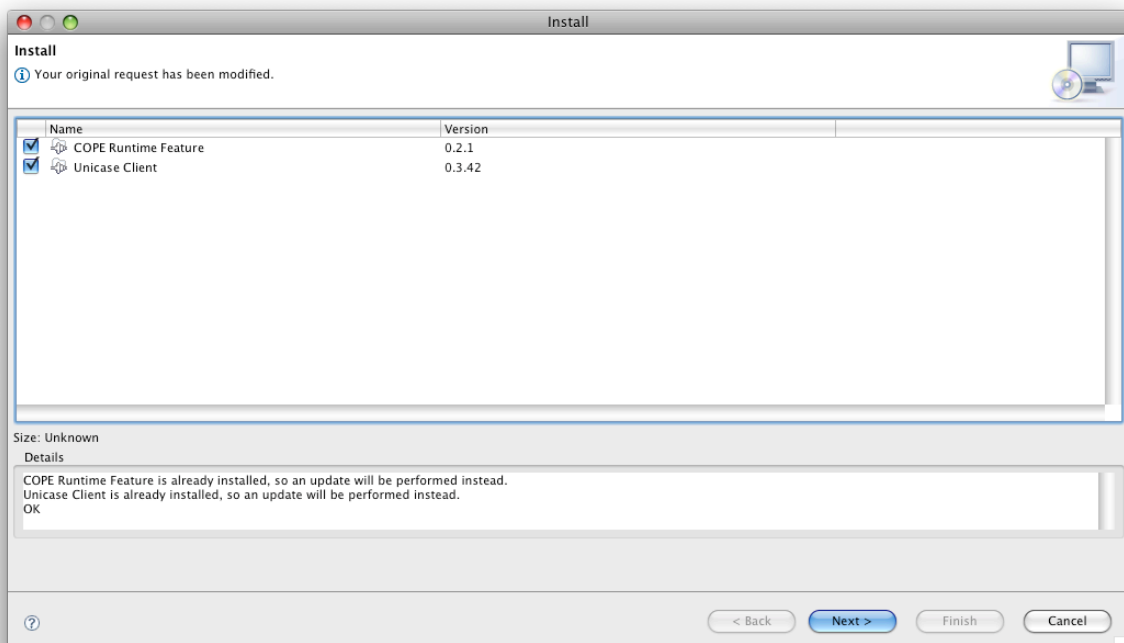 Install
Install
Your original request has been modified.
Name Version
COPE Runtime Feature 0.2.1
Unicase Client 0.3.42
Size: Unknown
Details
COPE Runtime Feature is already installed, so an update will be performed instead.
Unicase Client is already installed, so an update will be performed instead.
OK
< Back Next > Finish Cancel